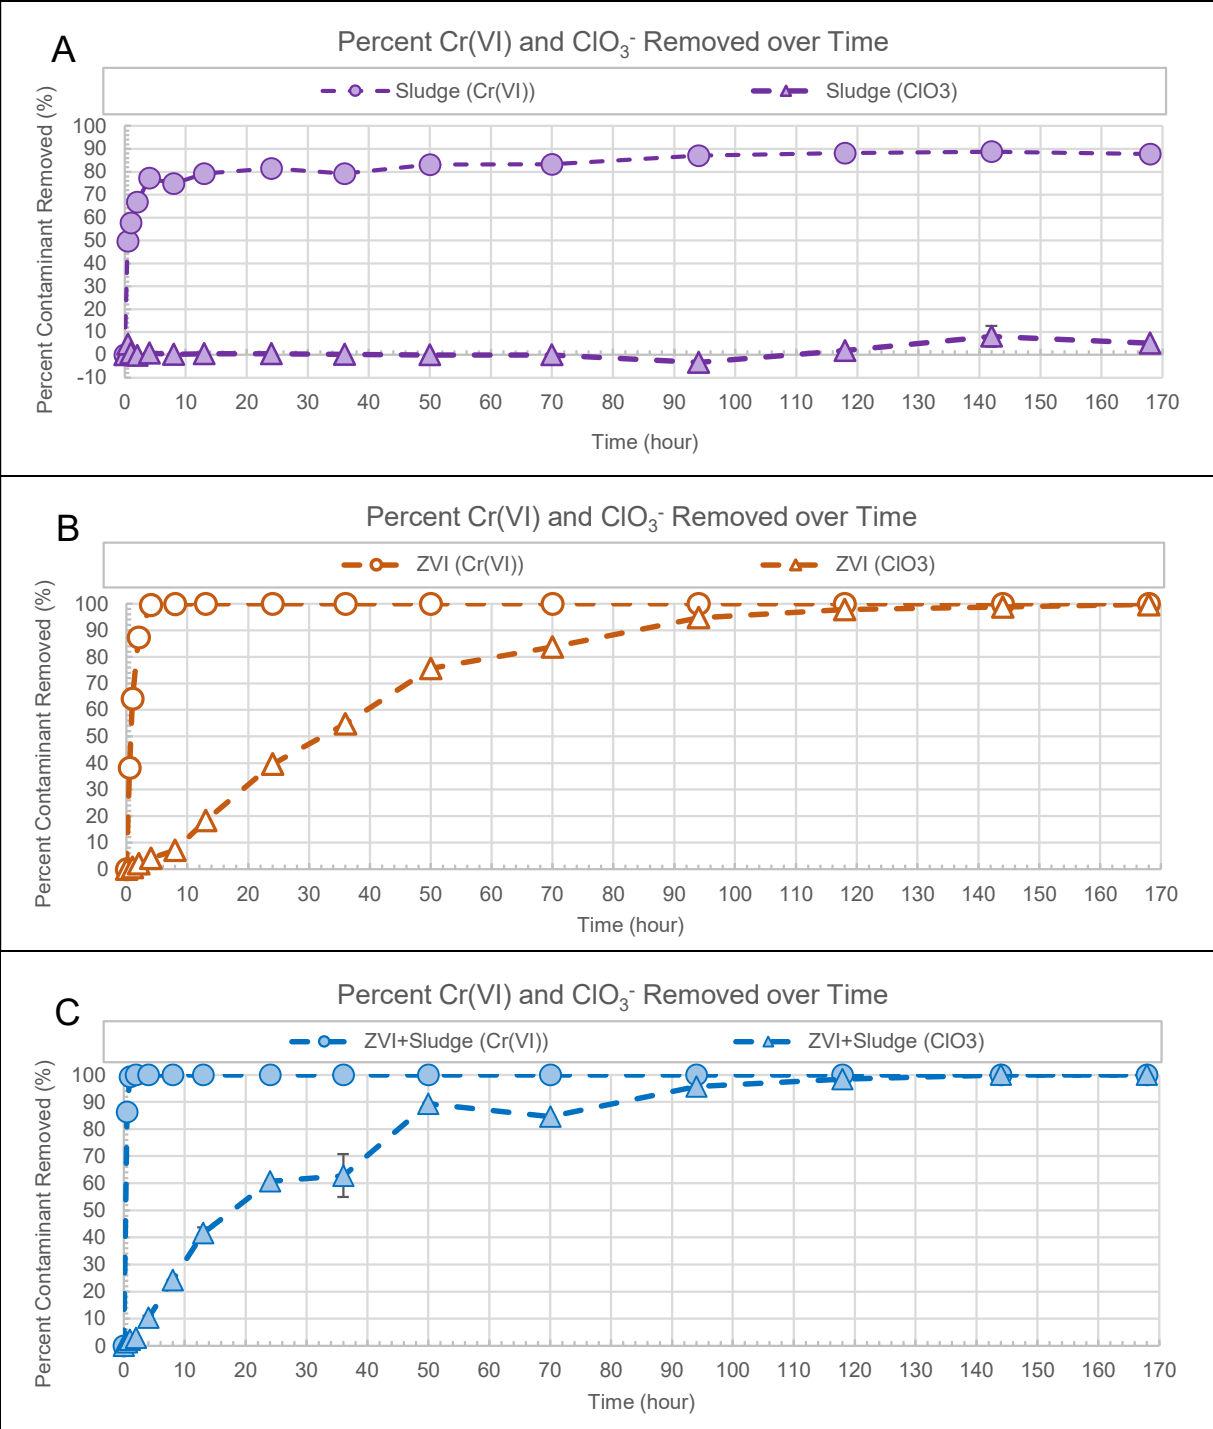 A
Percent Cr(VI) and ClO₃⁻ Removed over Time
Sludge (Cr(VI)) Sludge (ClO3)
Percent Contaminant Removed (%)
100
90
80
70
60
50
40
30
20
10
0
-10
0 10 20 30 40 50 60 70 80 90 100 110 120 130 140 150 160 170
Time (hour)
B
Percent Cr(VI) and ClO₃⁻ Removed over Time
ZVI (Cr(VI)) ZVI (ClO3)
Percent Contaminant Removed (%)
100
90
80
70
60
50
40
30
20
10
0
0 10 20 30 40 50 60 70 80 90 100 110 120 130 140 150 160 170
Time (hour)
C
Percent Cr(VI) and ClO₃⁻ Removed over Time
ZVI+Sludge (Cr(VI)) ZVI+Sludge (ClO3)
Percent Contaminant Removed (%)
100
90
80
70
60
50
40
30
20
10
0
0 10 20 30 40 50 60 70 80 90 100 110 120 130 140 150 160 170
Time (hour)